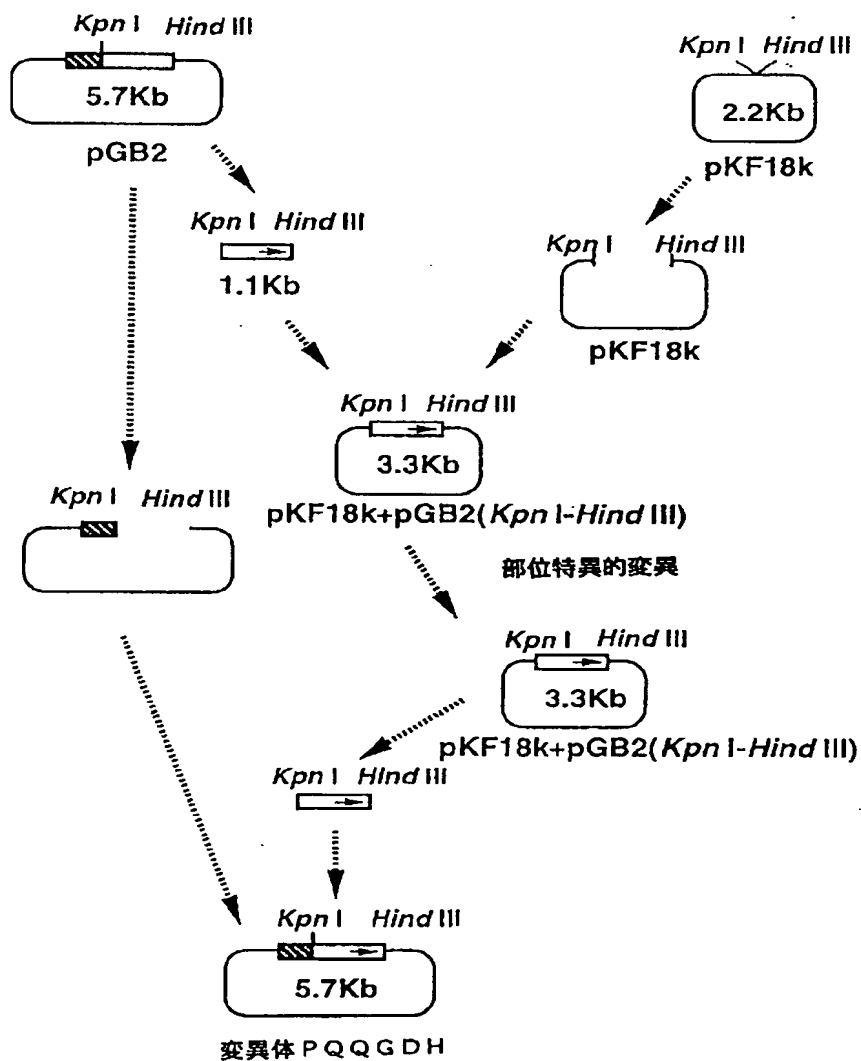 Kpn I Hind III
5.7Kb
pGB2
Kpn I Hind III
2.2Kb
pKF18k
Kpn I Hind III
1.1Kb
Kpn I Hind III
pKF18k
Kpn I Hind III
3.3Kb
pKF18k+pGB2(Kpn I-Hind III)
Kpn I Hind III
部位特異的変異
Kpn I Hind III
3.3Kb
pKF18k+pGB2(Kpn I-Hind III)
Kpn I Hind III
Kpn I Hind III
5.7Kb
変異体PQQGDH